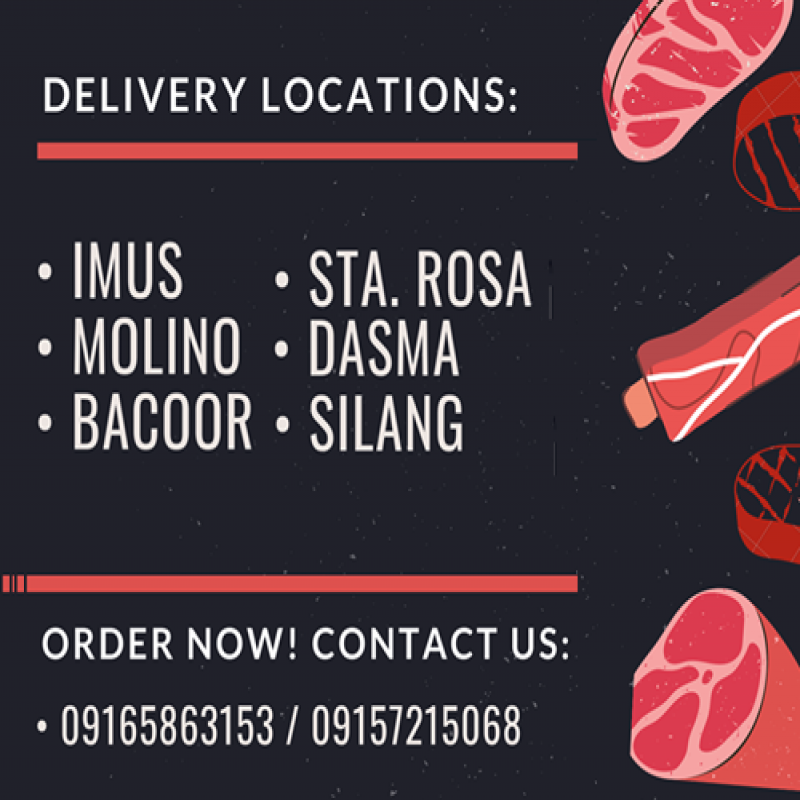 DELIVERY LOCATIONS:
• IMUS
• MOLINO
• BACOOR
• STA. ROSA
• DASMA
• SILANG
ORDER NOW! CONTACT US:
• 09165863153 / 09157215068